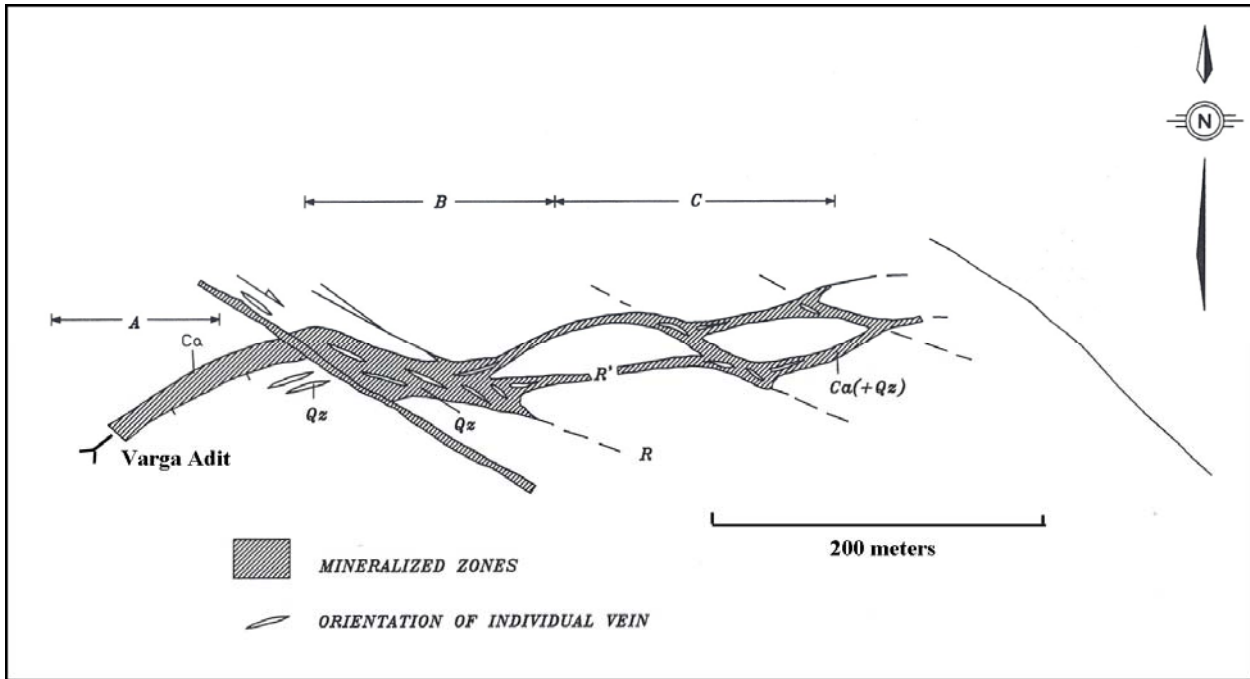 N
B
C
A
Ca
R'
Qz
Qz
Ca(+Qz)
Varga Adit
R
200 meters
MINERALIZED ZONES
ORIENTATION OF INDIVIDUAL VEIN